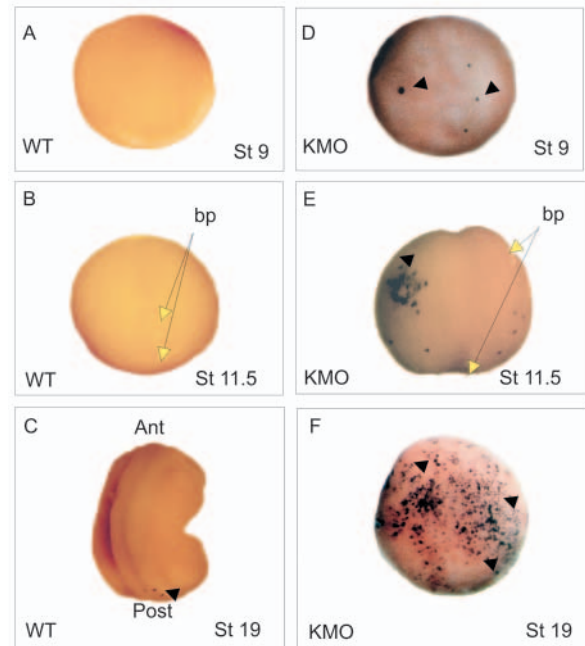 A
WT
St 9
D
KMO
St 9
B
bp
WT
St 11.5
E
bp
KMO
St 11.5
C
Ant
Post
WT
St 19
F
KMO
St 19